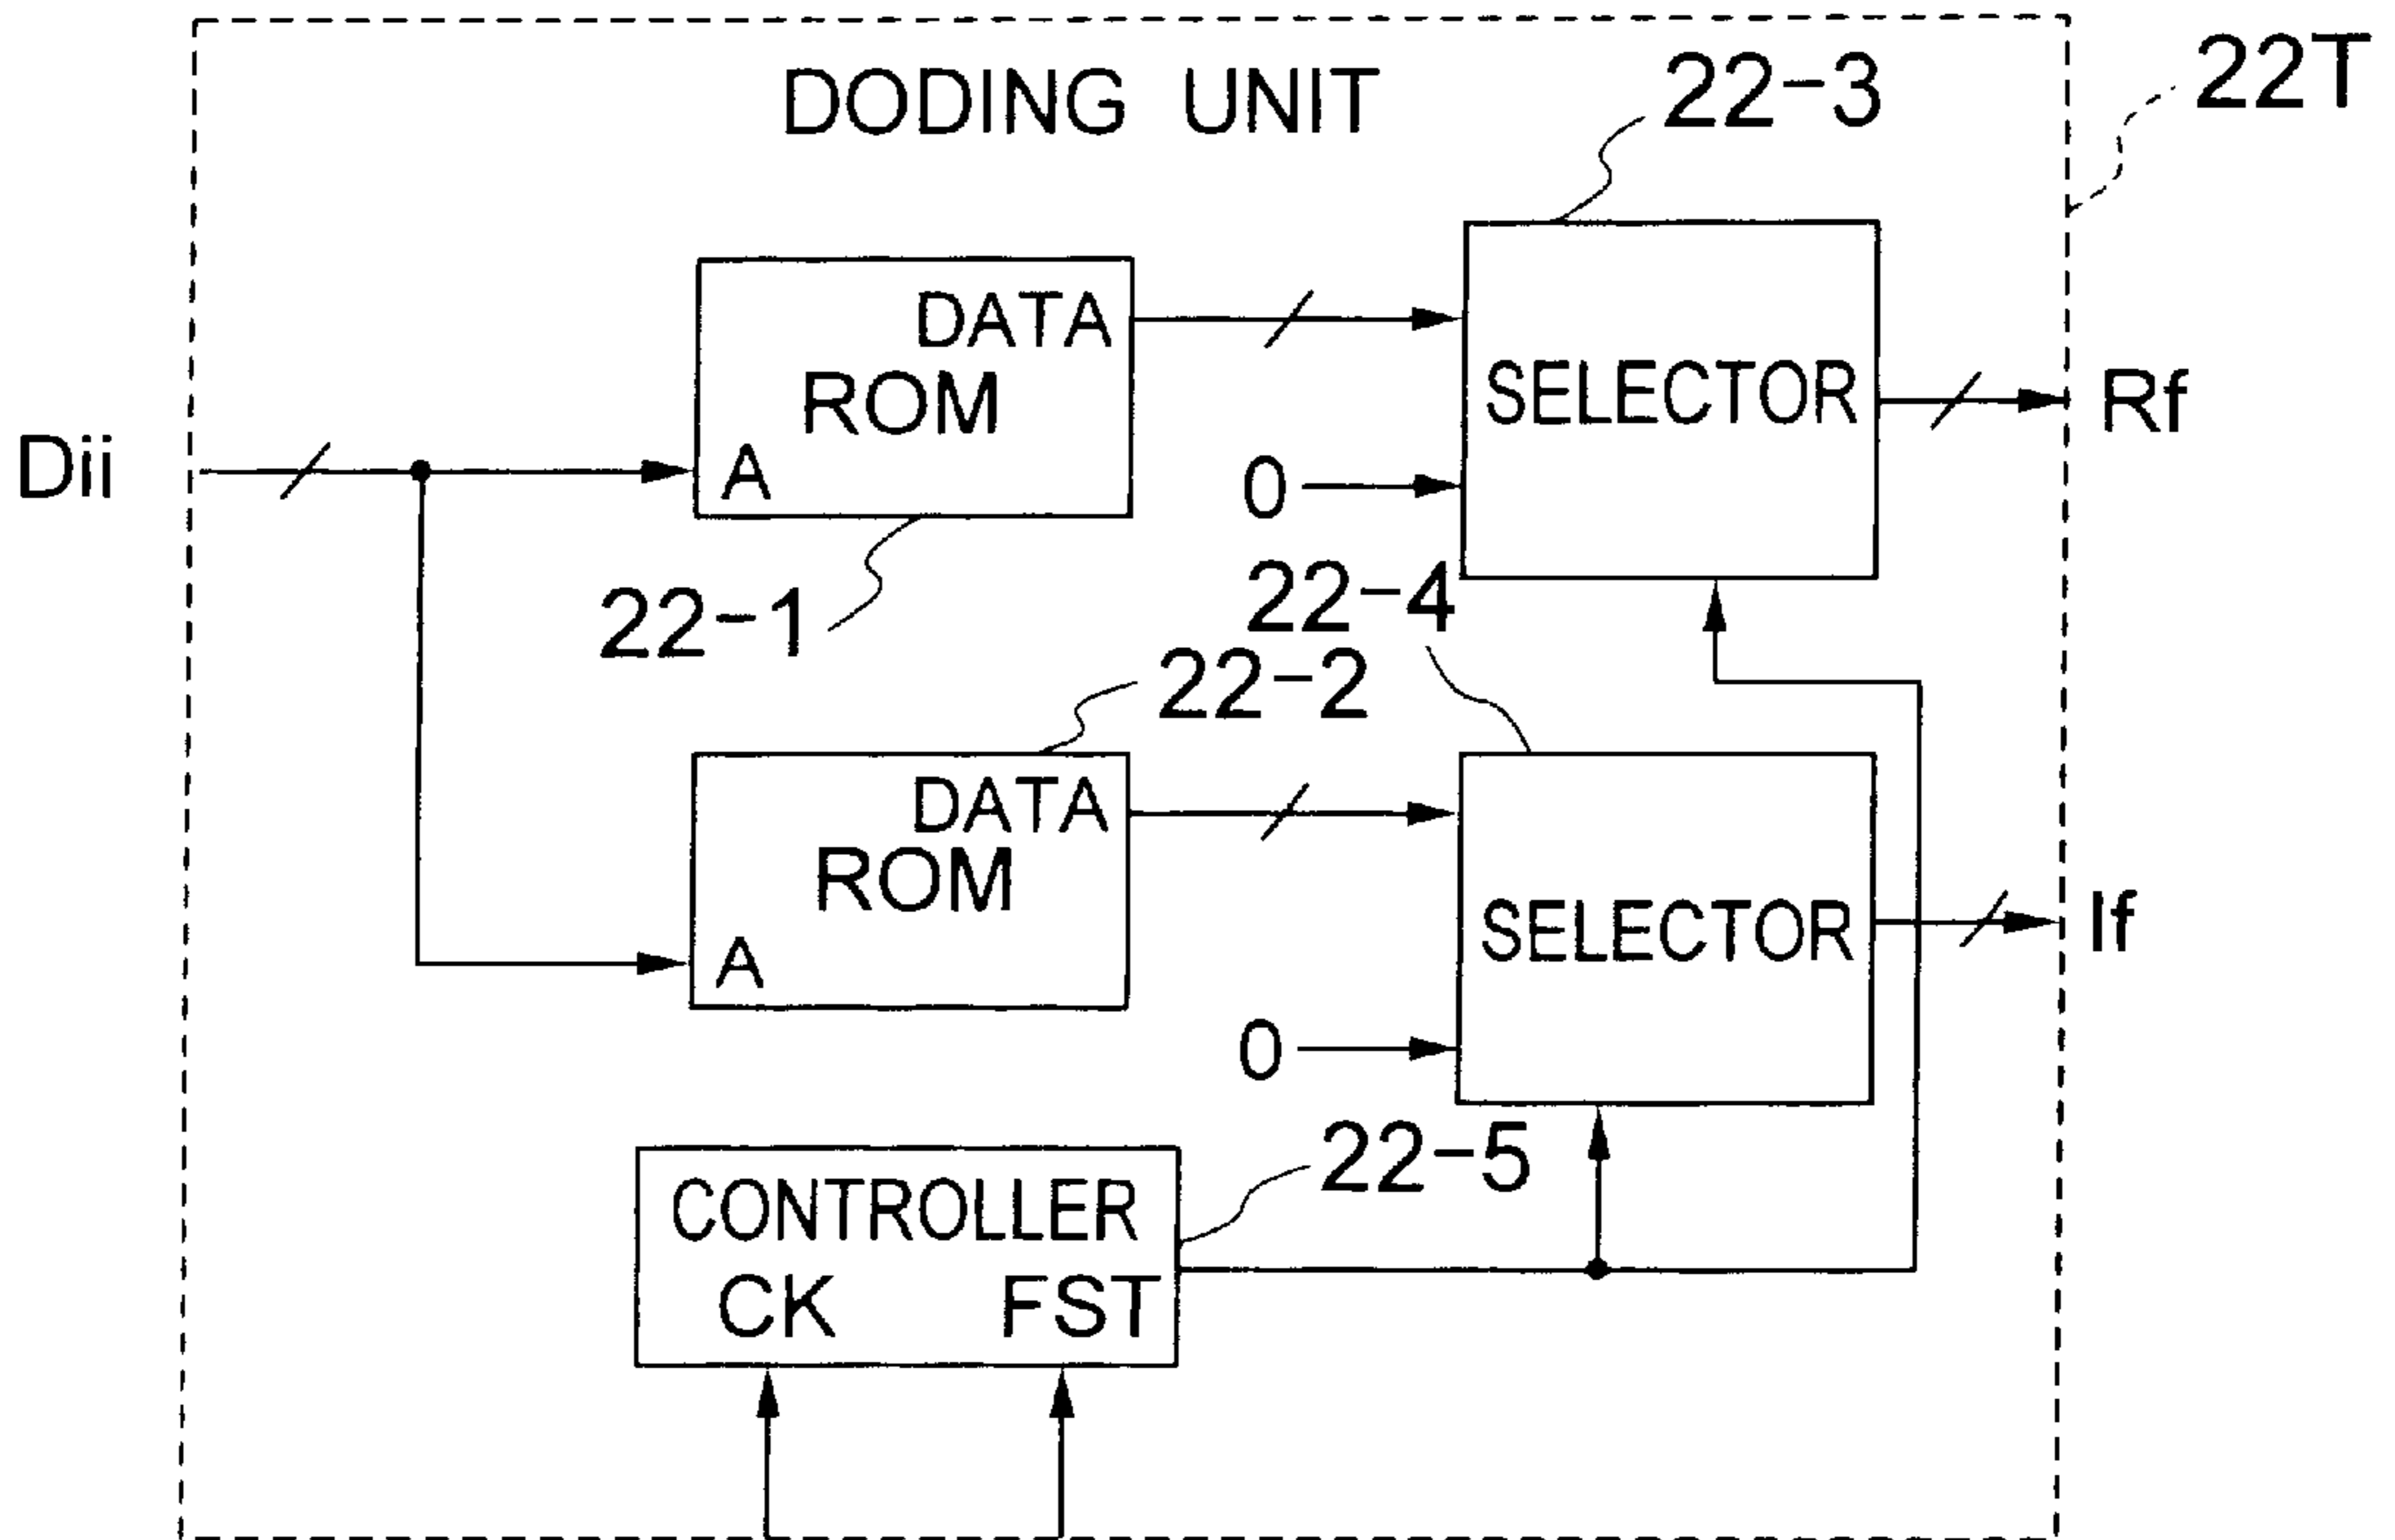 DODING UNIT
22-3
22T
DATA
ROM
A
SELECTOR
Rf
Dii
0
22-1
22-4
22-2
DATA
ROM
A
SELECTOR
If
0
22-5
CONTROLLER
CK FST